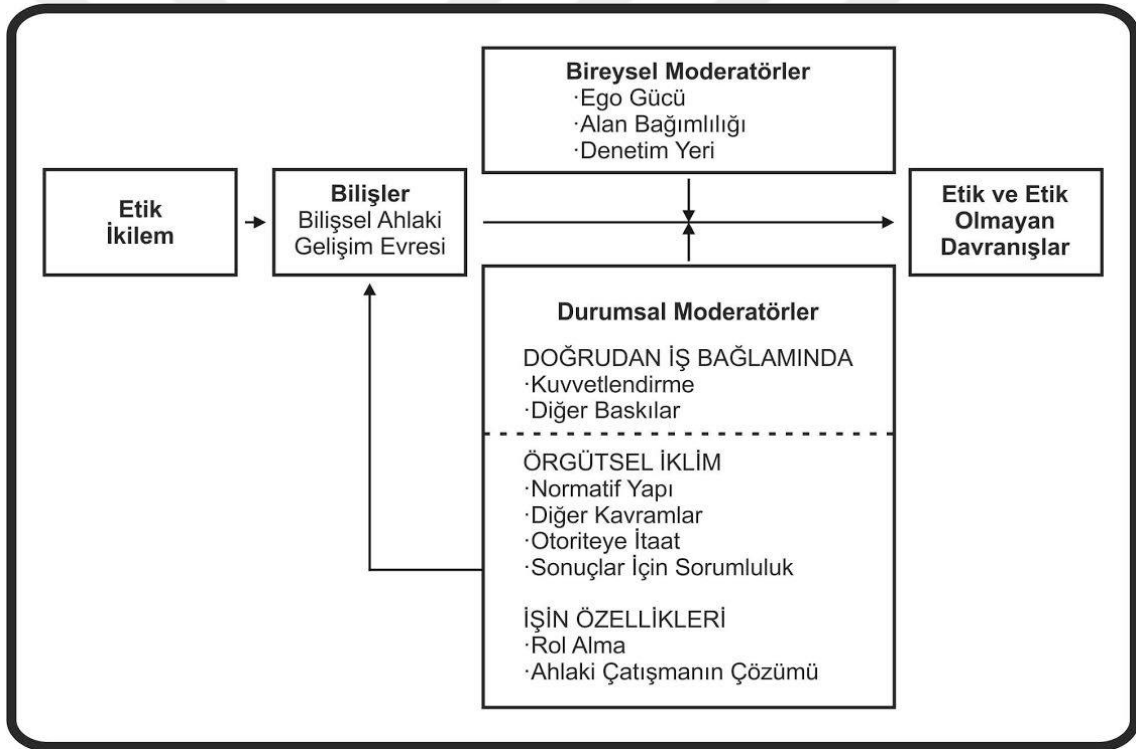 Bireysel Moderatörler
·Ego Gücü
·Alan Bağımlılığı
·Denetim Yeri
Etik
İkilem
Bilişler
Bilişsel Ahlaki
Gelişim Evresi
Etik ve Etik
Olmayan
Davranışlar
Durumsal Moderatörler
DOĞRUDAN İŞ BAĞLAMINDA
·Kuvvetlendirme
·Diğer Baskılar
ÖRGÜTSEL İKLİM
·Normatif Yapı
·Diğer Kavramlar
·Otoriteye İtaat
·Sonuçlar İçin Sorumluluk
İŞİN ÖZELLİKLERİ
·Rol Alma
·Ahlaki Çatışmanın Çözümü